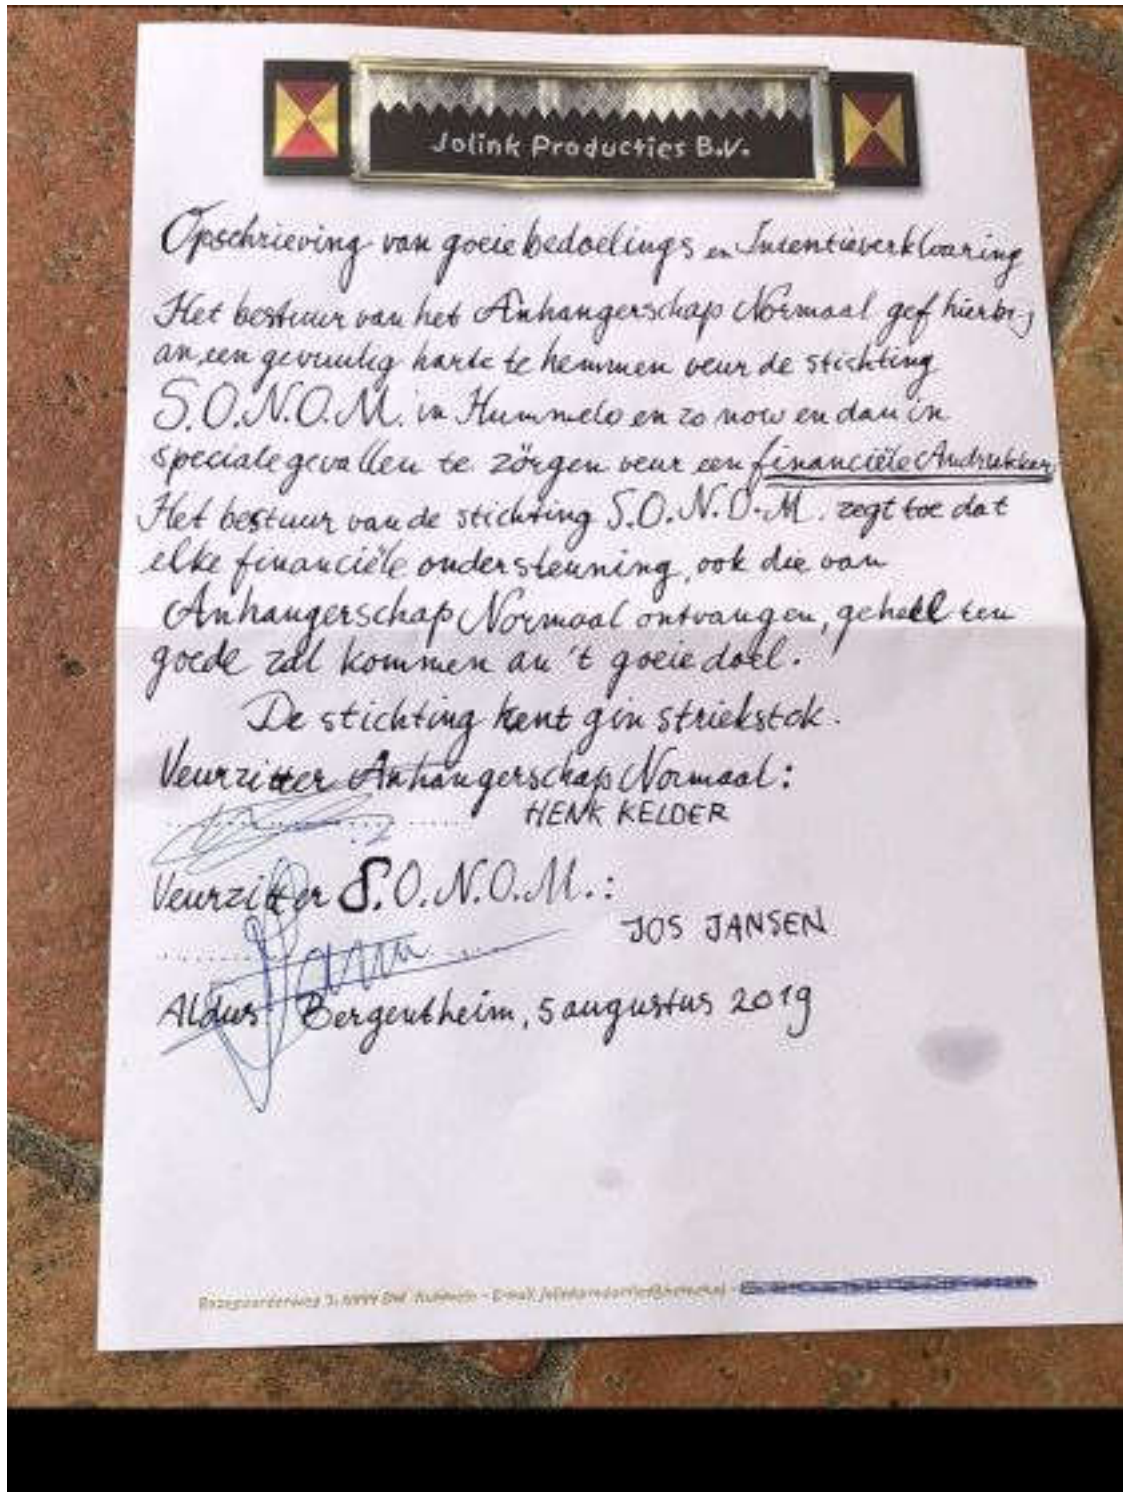 Jolink Producties B.V.
Opschrieving van goeie bedoelings en Intentieverkloaring
Het bestuur van het Anhangerschap Normaal gef hierbij
an, een gevuulig harte te hemmen veur de stichting
S.O.N.O.M. in Hummelo en zo now en dan in
speciale gevallen te zörgen veur een financiële Andrukker
Het bestuur van de stichting S.O.N.O.M. zegt toe dat
elke financiële ondersteuning, ook die van
Anhangerschap Normaal ontvangen, geheel ten
goede zal kommen an 't goeie doel.
De stichting kent gin striekstok.
Veurzitter Anhangerschap Normaal:
HENK KELDER
Veurzitter S.O.N.O.M.:
JOS JANSEN
Aldus Bergentheim, 5 augustus 2019